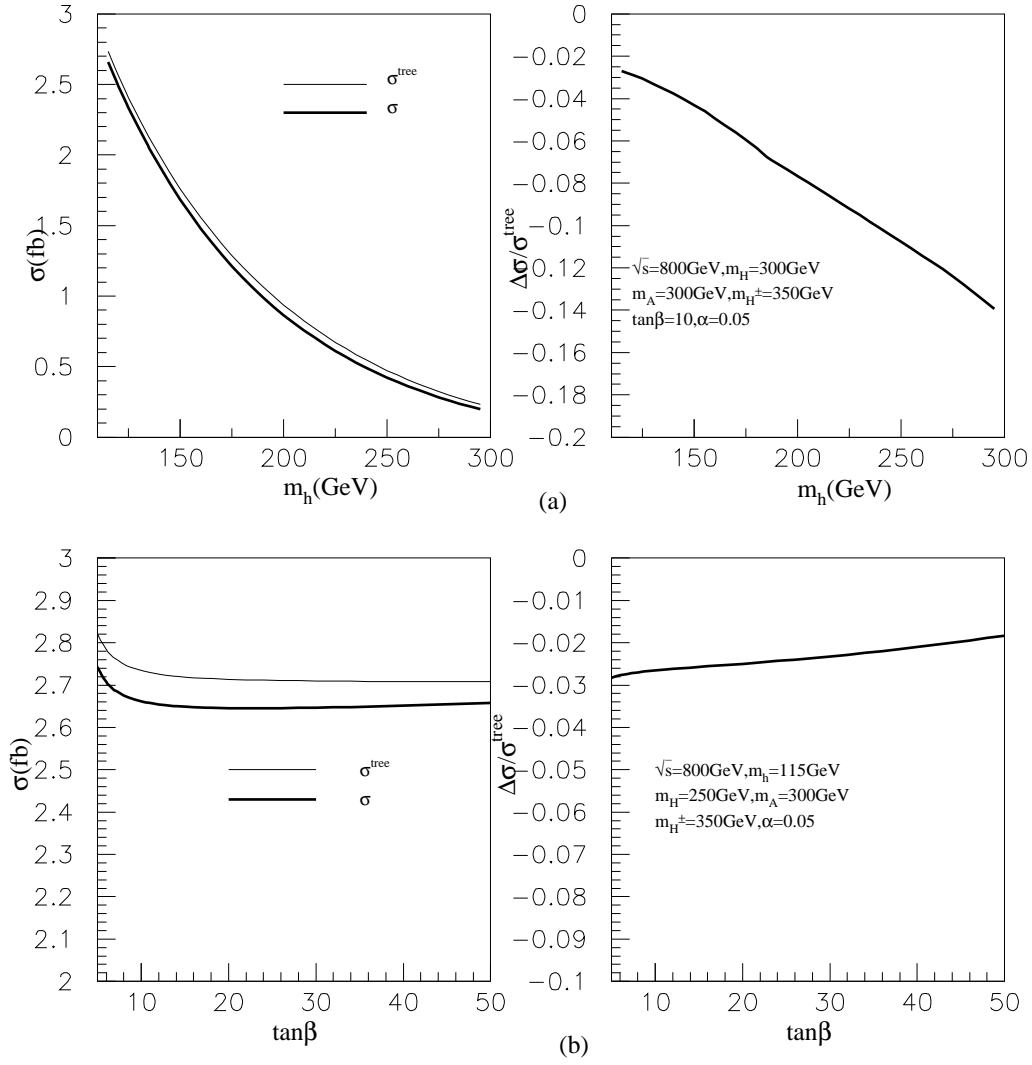 3
2.5
2
1.5
1
0.5
0
σ(fb)
σ^tree
σ
150
200
250
300
m_h(GeV)
0
−0.02
−0.04
−0.06
−0.08
−0.1
−0.12
−0.14
−0.16
−0.18
−0.2
Δσ/σ^tree
√s=800GeV,m_H=300GeV
m_A=300GeV,m_H^±=350GeV
tanβ=10,α=0.05
150
200
250
300
m_h(GeV)
(a)
3
2.9
2.8
2.7
2.6
2.5
2.4
2.3
2.2
2.1
2
σ(fb)
σ^tree
σ
10
20
30
40
50
tanβ
0
−0.01
−0.02
−0.03
−0.04
−0.05
−0.06
−0.07
−0.08
−0.09
−0.1
Δσ/σ^tree
√s=800GeV,m_h=115GeV
m_H=250GeV,m_A=300GeV
m_H^±=350GeV,α=0.05
10
20
30
40
50
tanβ
(b)